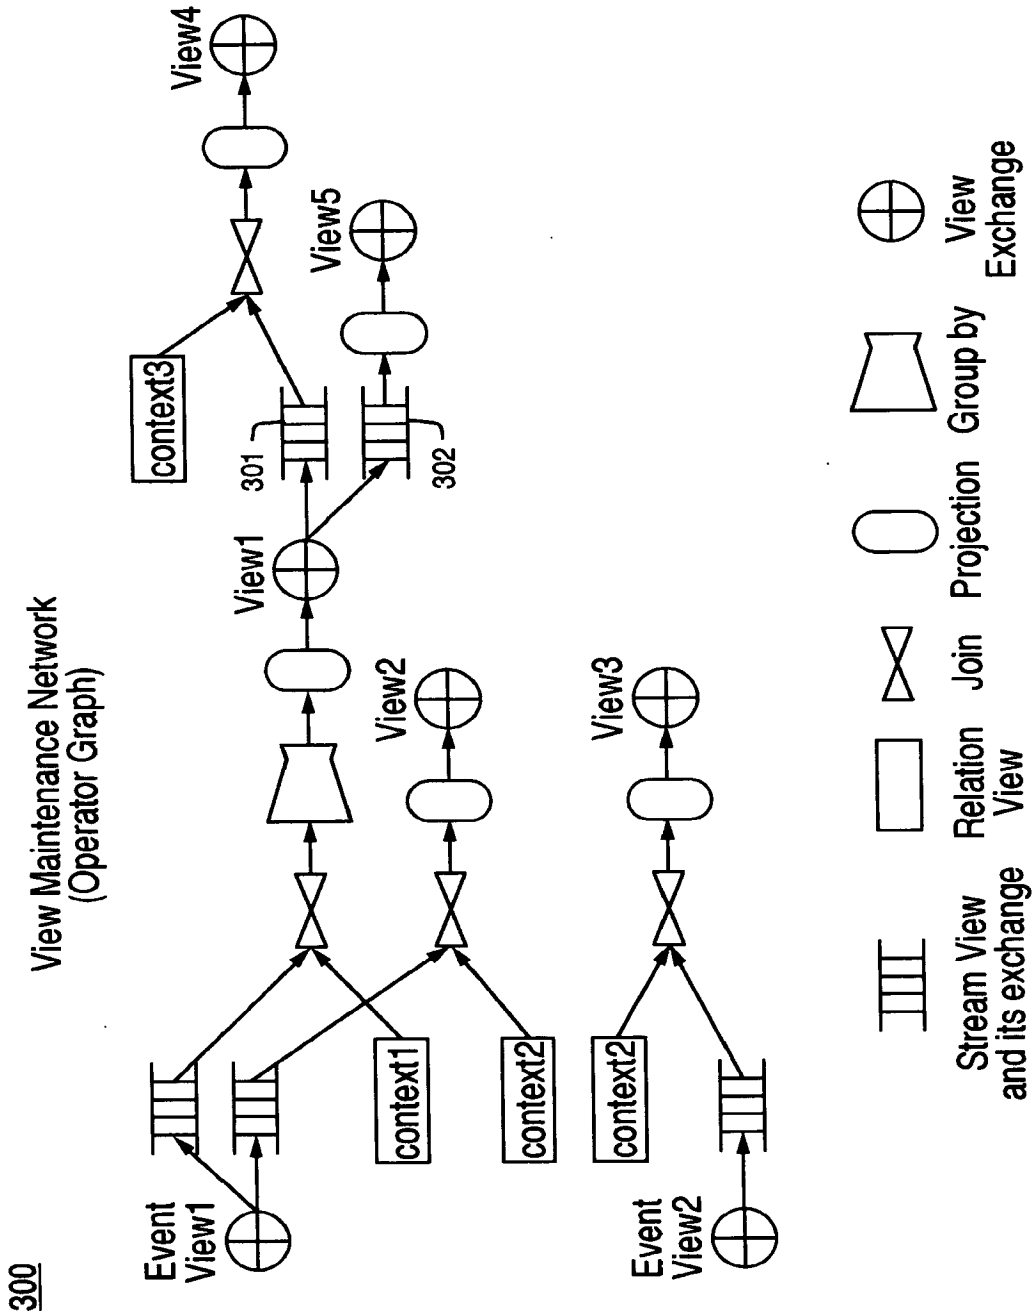 300
View Maintenance Network
(Operator Graph)
Event
View1
context1
context2
View2
View1
301
302
context3
View4
View5
Event
View2
context2
View3
Stream View
and its exchange
Relation
View
Join
Projection
Group by
View
Exchange